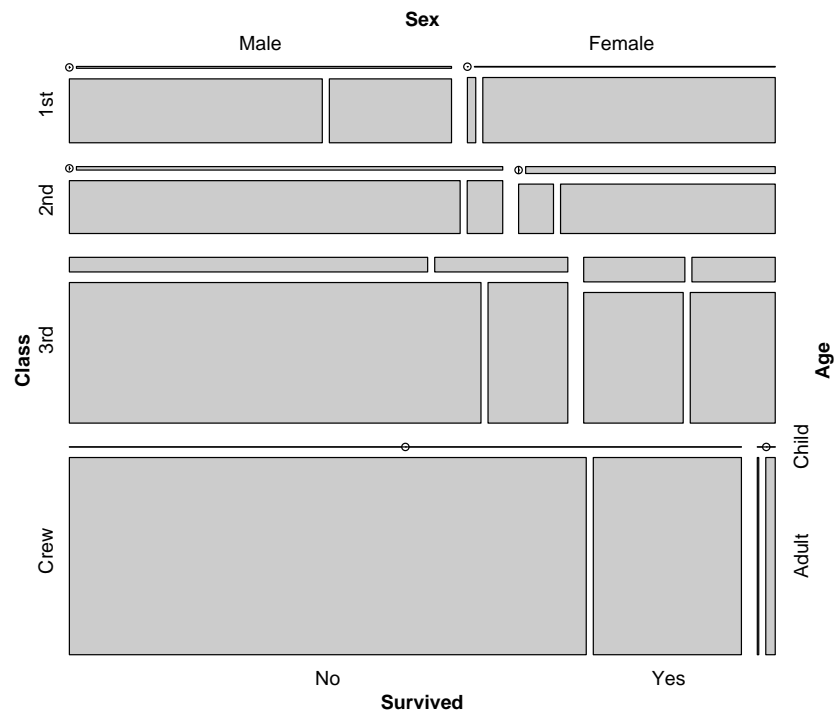 Sex
Male Female
1st
2nd
3rd
Crew
Class
Age
Child
Adult
No Yes
Survived